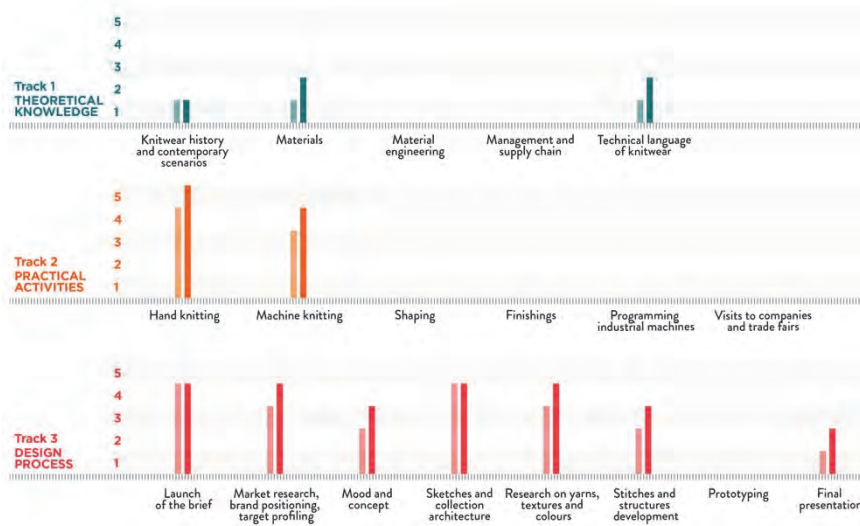 5
4
3
2
1
Track 1
THEORETICAL
KNOWLEDGE
Knitwear history
and contemporary
scenarios
Materials
Material
engineering
Management and
supply chain
Technical language
of knitwear
5
4
3
2
1
Track 2
PRACTICAL
ACTIVITIES
Hand knitting
Machine knitting
Shaping
Finishings
Programming
industrial machines
Visits to companies
and trade fairs
5
4
3
2
1
Track 3
DESIGN
PROCESS
Launch
of the brief
Market research,
brand positioning,
target profiling
Mood and
concept
Sketches and
collection
architecture
Research on yarns,
textures and
colours
Stitches and
structures
development
Prototyping
Final
presentation